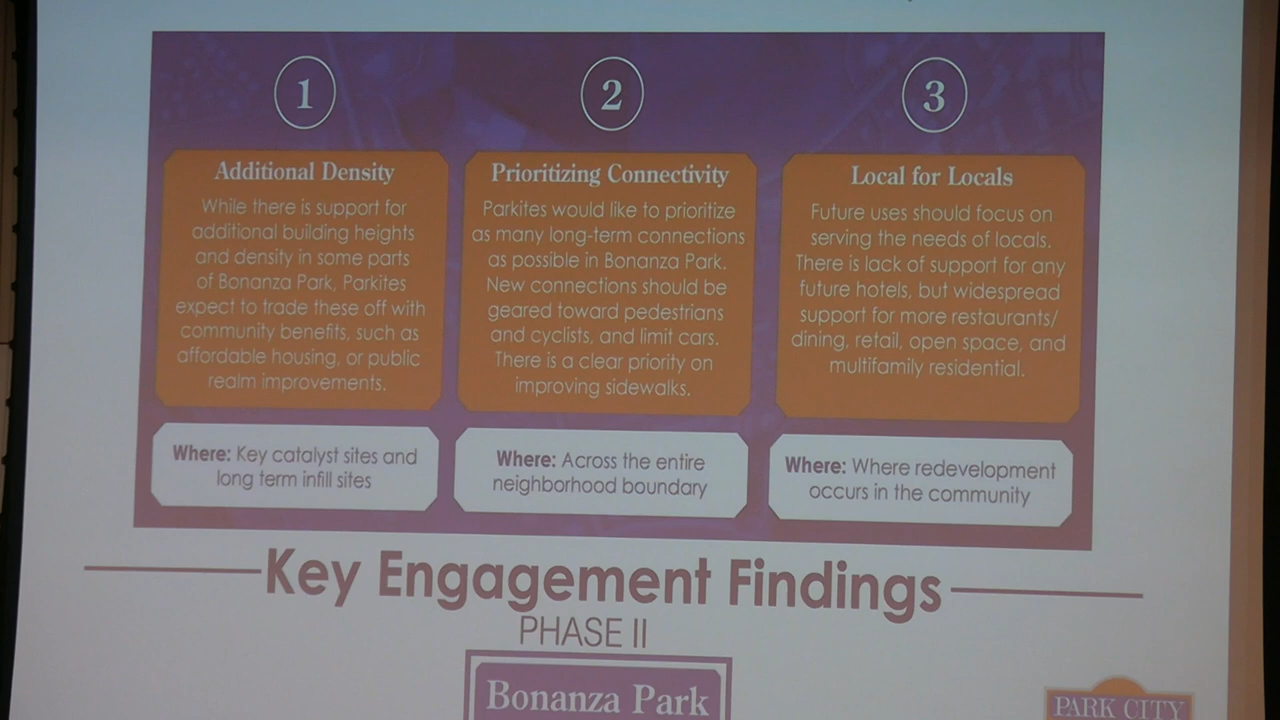 1
Additional Density
While there is support for
additional building heights
and density in some parts
of Bonanza Park, Parkites
expect to trade these off with
community benefits, such as
affordable housing, or public
realm improvements.
Where: Key catalyst sites and
long term infill sites
2
Prioritizing Connectivity
Parkites would like to prioritize
as many long-term connections
as possible in Bonanza Park.
New connections should be
geared toward pedestrians
and cyclists, and limit cars.
There is a clear priority on
improving sidewalks.
Where: Across the entire
neighborhood boundary
3
Local for Locals
Future uses should focus on
serving the needs of locals.
There is lack of support for any
future hotels, but widespread
support for more restaurants/
dining, retail, open space, and
multifamily residential.
Where: Where redevelopment
occurs in the community
Key Engagement Findings
PHASE II
Bonanza Park
PARK CITY